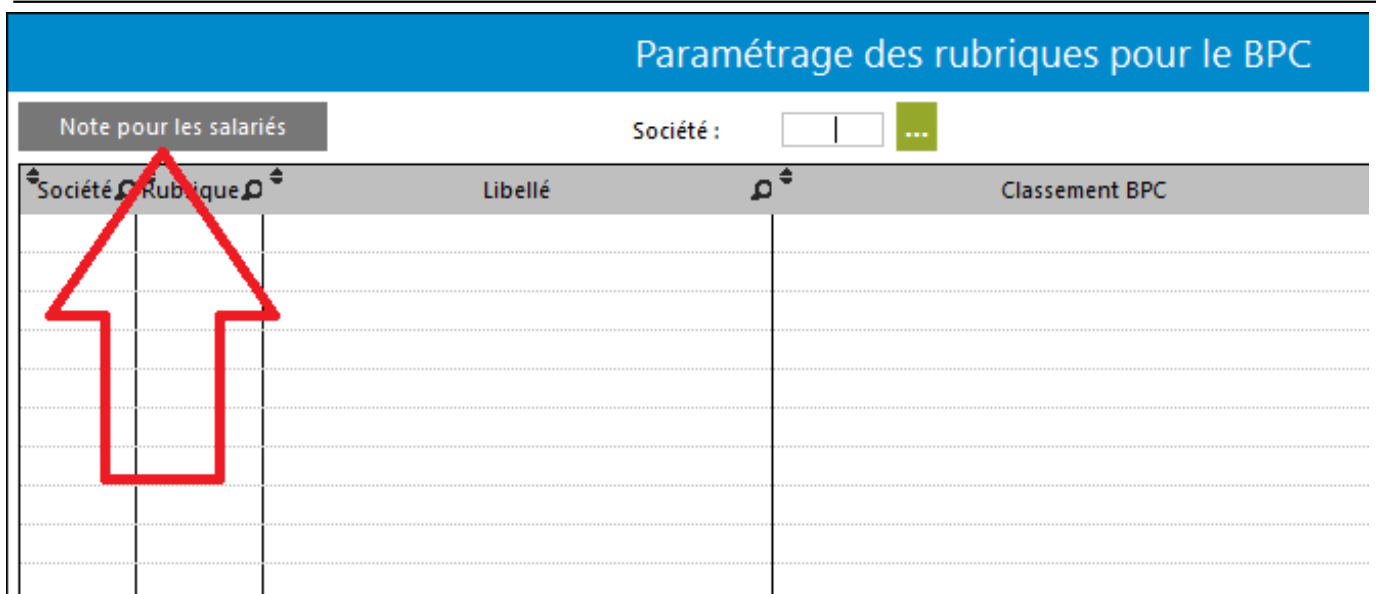 Paramétrage des rubriques pour le BPC
Note pour les salariés Société : ...
Société Rubrique Libellé Classement BPC